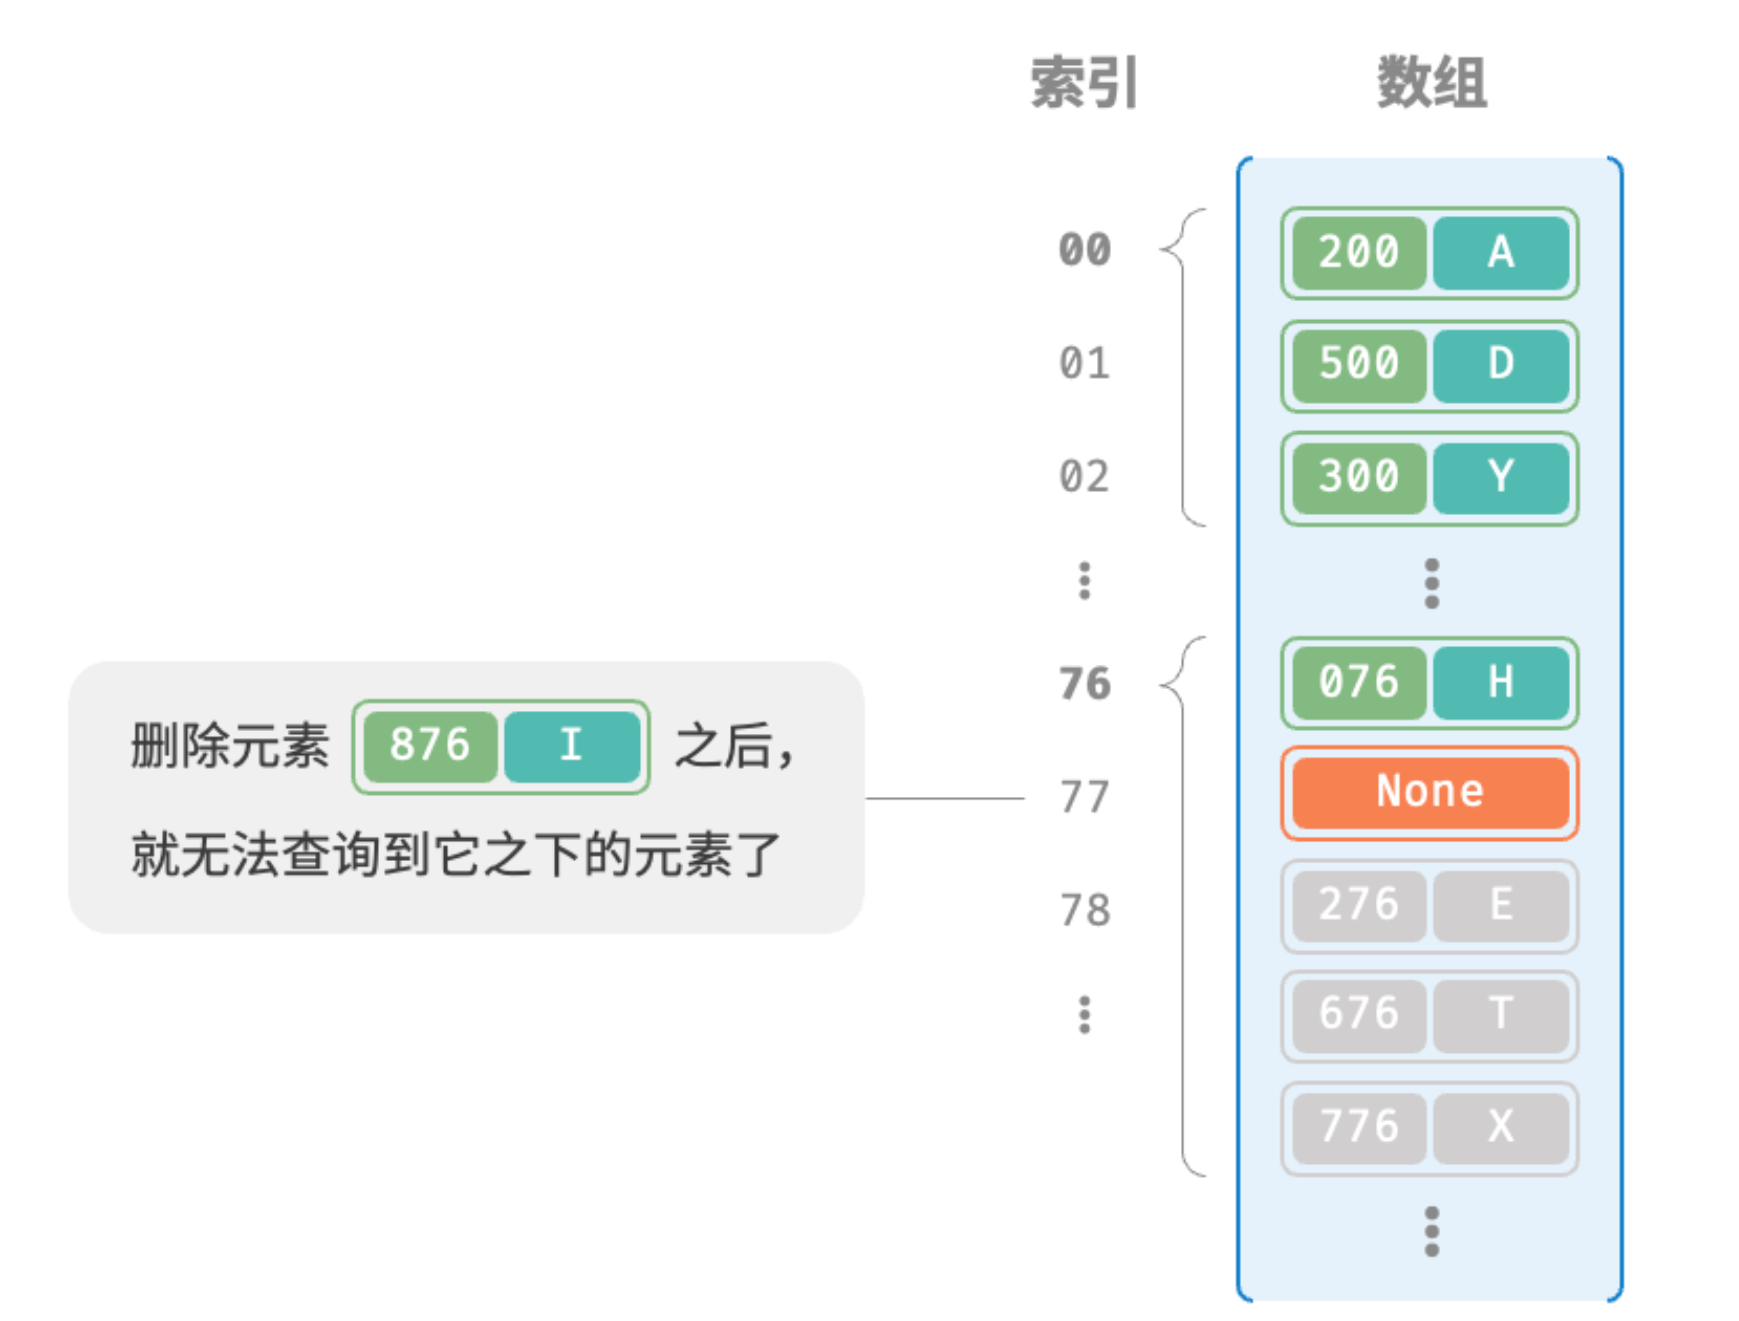 索引 数组
00 200 A
01 500 D
02 300 Y
76 076 H
删除元素 876 I 之后，
77 None
就无法查询到它之下的元素了
78 276 E
676 T
776 X